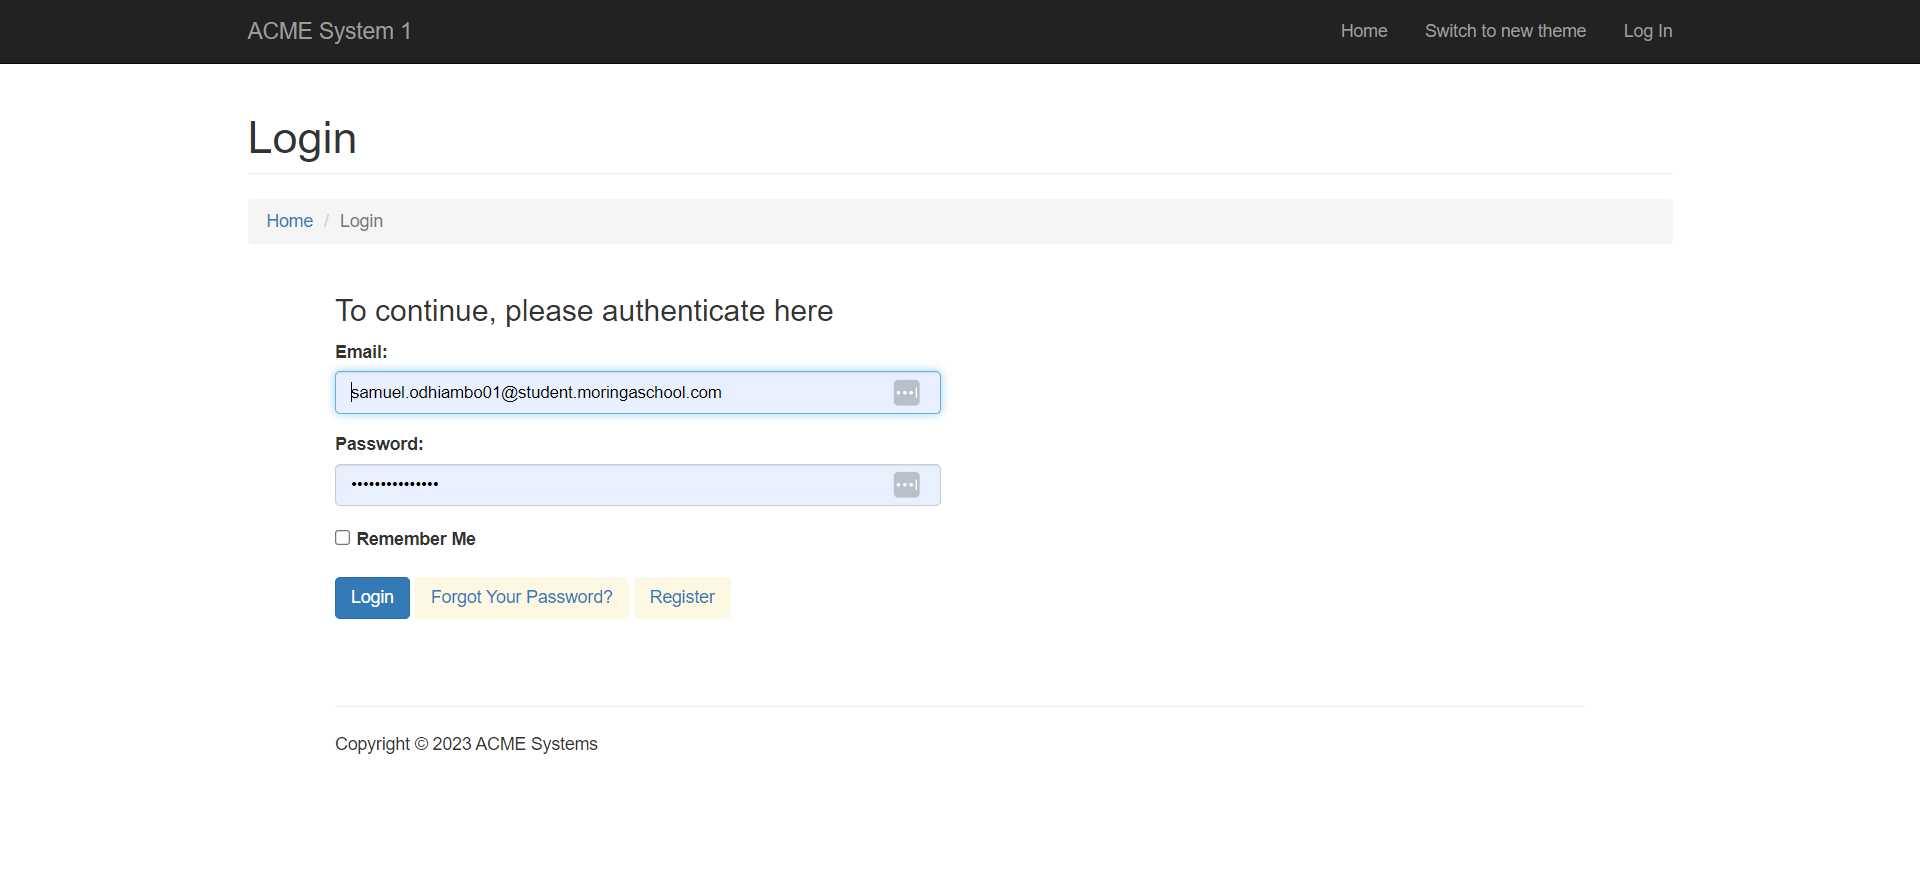 ACME System 1 Home Switch to new theme Log In
Login
Home / Login
To continue, please authenticate here
Email:
samuel.odhiambo01@student.moringaschool.com
Password:
•••••••••••••••
Remember Me
Login Forgot Your Password? Register
Copyright © 2023 ACME Systems